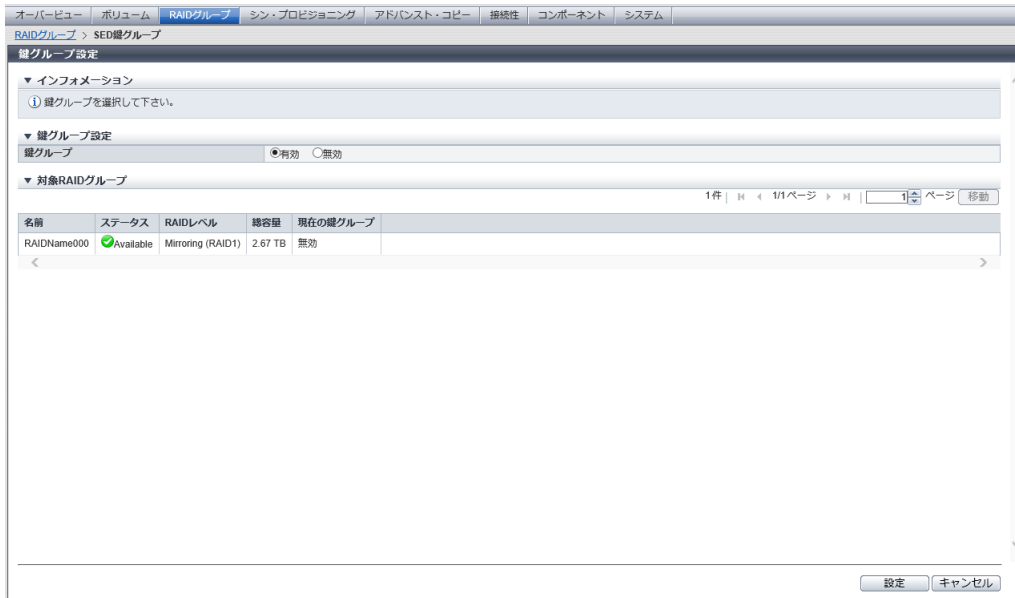 オーバービュー ボリューム RAIDグループ シン・プロビジョニング アドバンスト・コピー 接続性 コンポーネント システム
RAIDグループ > SED鍵グループ
鍵グループ設定
▼ インフォメーション
鍵グループを選択して下さい。
▼ 鍵グループ設定
鍵グループ 有効 無効
▼ 対象RAIDグループ
1件 | 1/1ページ | 1 ページ 移動
名前 ステータス RAIDレベル 総容量 現在の鍵グループ
RAIDName000 Available Mirroring (RAID1) 2.67 TB 無効
設定 キャンセル